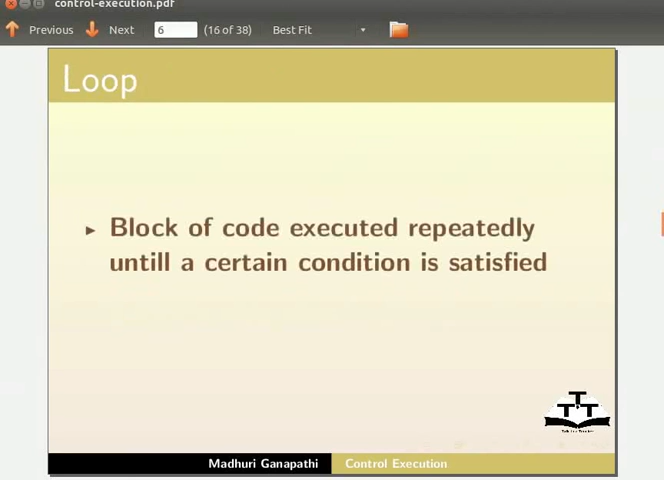 control-execution.pdf
Previous Next 6 (16 of 38) Best Fit
Loop
Block of code executed repeatedly
untill a certain condition is satisfied
Madhuri Ganapathi Control Execution